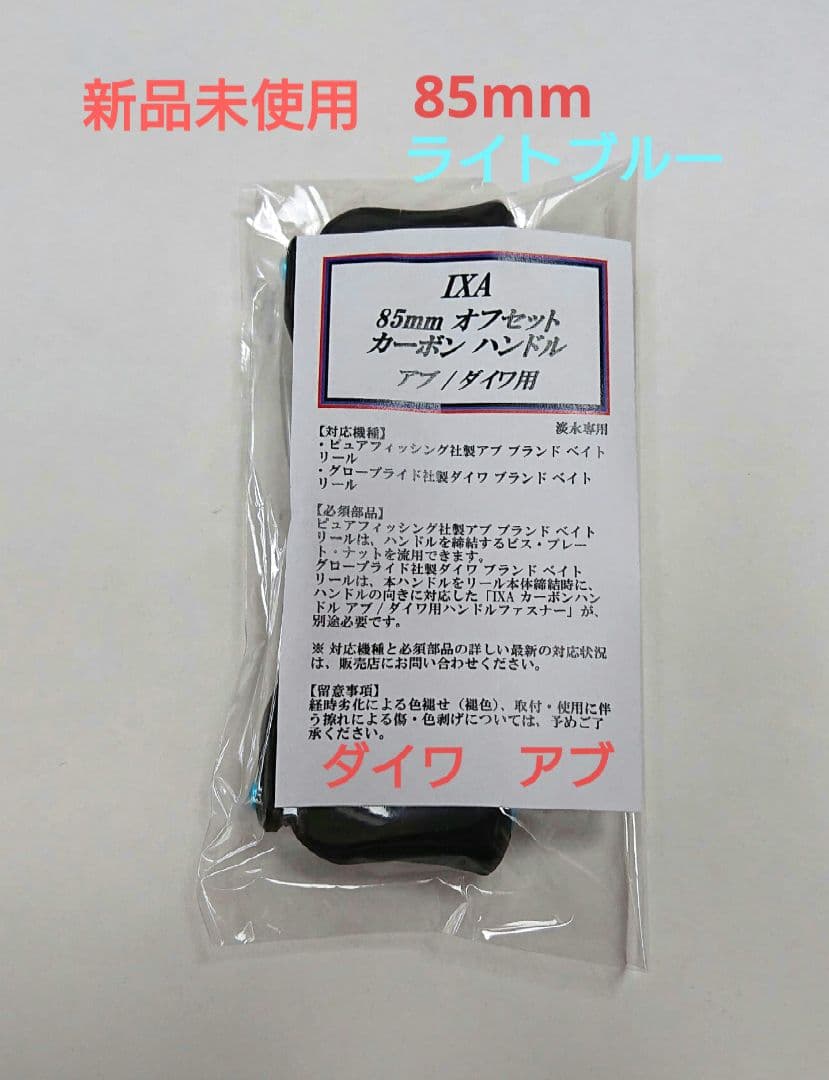 新品未使用 85mm
ライトブルー
IXA
85mm オフセット
カーボン ハンドル
アブ / ダイワ用
淡水専用
【対応機種】
・ピュアフィッシング社製アブ ブランド ベイト
リール
・グローブライド社製ダイワ ブランド ベイト
リール
【必須部品】
ピュアフィッシング社製アブ ブランド ベイト
リールは、ハンドルを締結するビス・プレー
ト・ナットを流用できます。
グローブライド社製ダイワ ブランド ベイト
リールは、本ハンドルをリール本体締結時に、
ハンドルの向きに対応した「IXA カーボンハン
ドル アブ / ダイワ用ハンドルファスナー」が、
別途必要です。
※ 対応機種と必須部品の詳しい最新の対応状況
は、販売店にお問い合わせください。
【留意事項】
経時劣化による色褪せ（褪色）、取付・使用に伴
う擦れによる傷・色剥げについては、予めご了
承ください。
ダイワ アブ